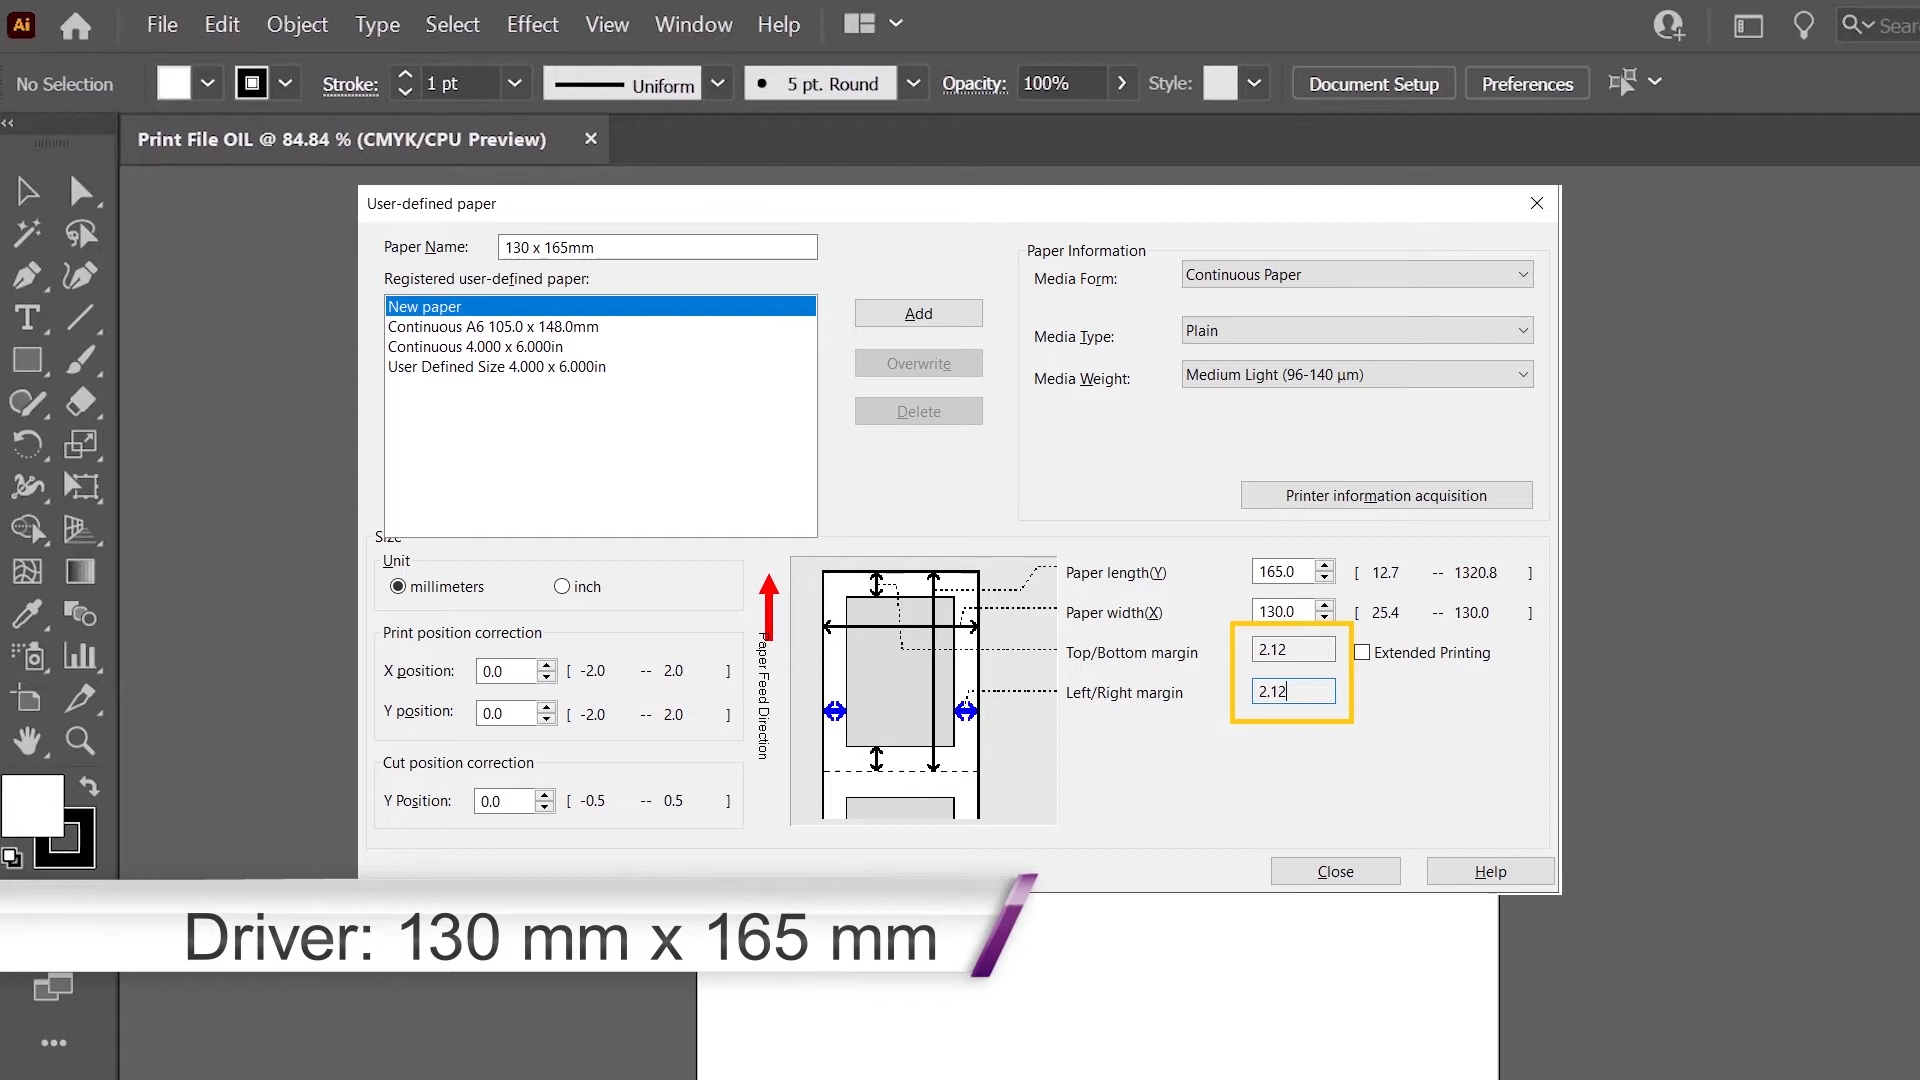 Ai File Edit Object Type Select Effect View Window Help
No Selection Stroke: 1 pt Uniform 5 pt. Round Opacity: 100% Style: Document Setup Preferences
Print File OIL @ 84.84 % (CMYK/CPU Preview)
User-defined paper
Paper Name: 130 x 165mm
Registered user-defined paper:
New paper
Continuous A6 105.0 x 148.0mm
Continuous 4.000 x 6.000in
User Defined Size 4.000 x 6.000in
Add
Overwrite
Delete
Paper Information
Media Form: Continuous Paper
Media Type: Plain
Media Weight: Medium Light (96-140 µm)
Printer information acquisition
Size
Unit
millimeters inch
Print position correction
X position: 0.0 [ -2.0 -- 2.0 ]
Y position: 0.0 [ -2.0 -- 2.0 ]
Cut position correction
Y Position: 0.0 [ -0.5 -- 0.5 ]
Paper Feed Direction
Paper length(Y) 165.0 [ 12.7 -- 1320.8 ]
Paper width(X) 130.0 [ 25.4 -- 130.0 ]
Top/Bottom margin 2.12 Extended Printing
Left/Right margin 2.12
Close Help
Driver: 130 mm x 165 mm